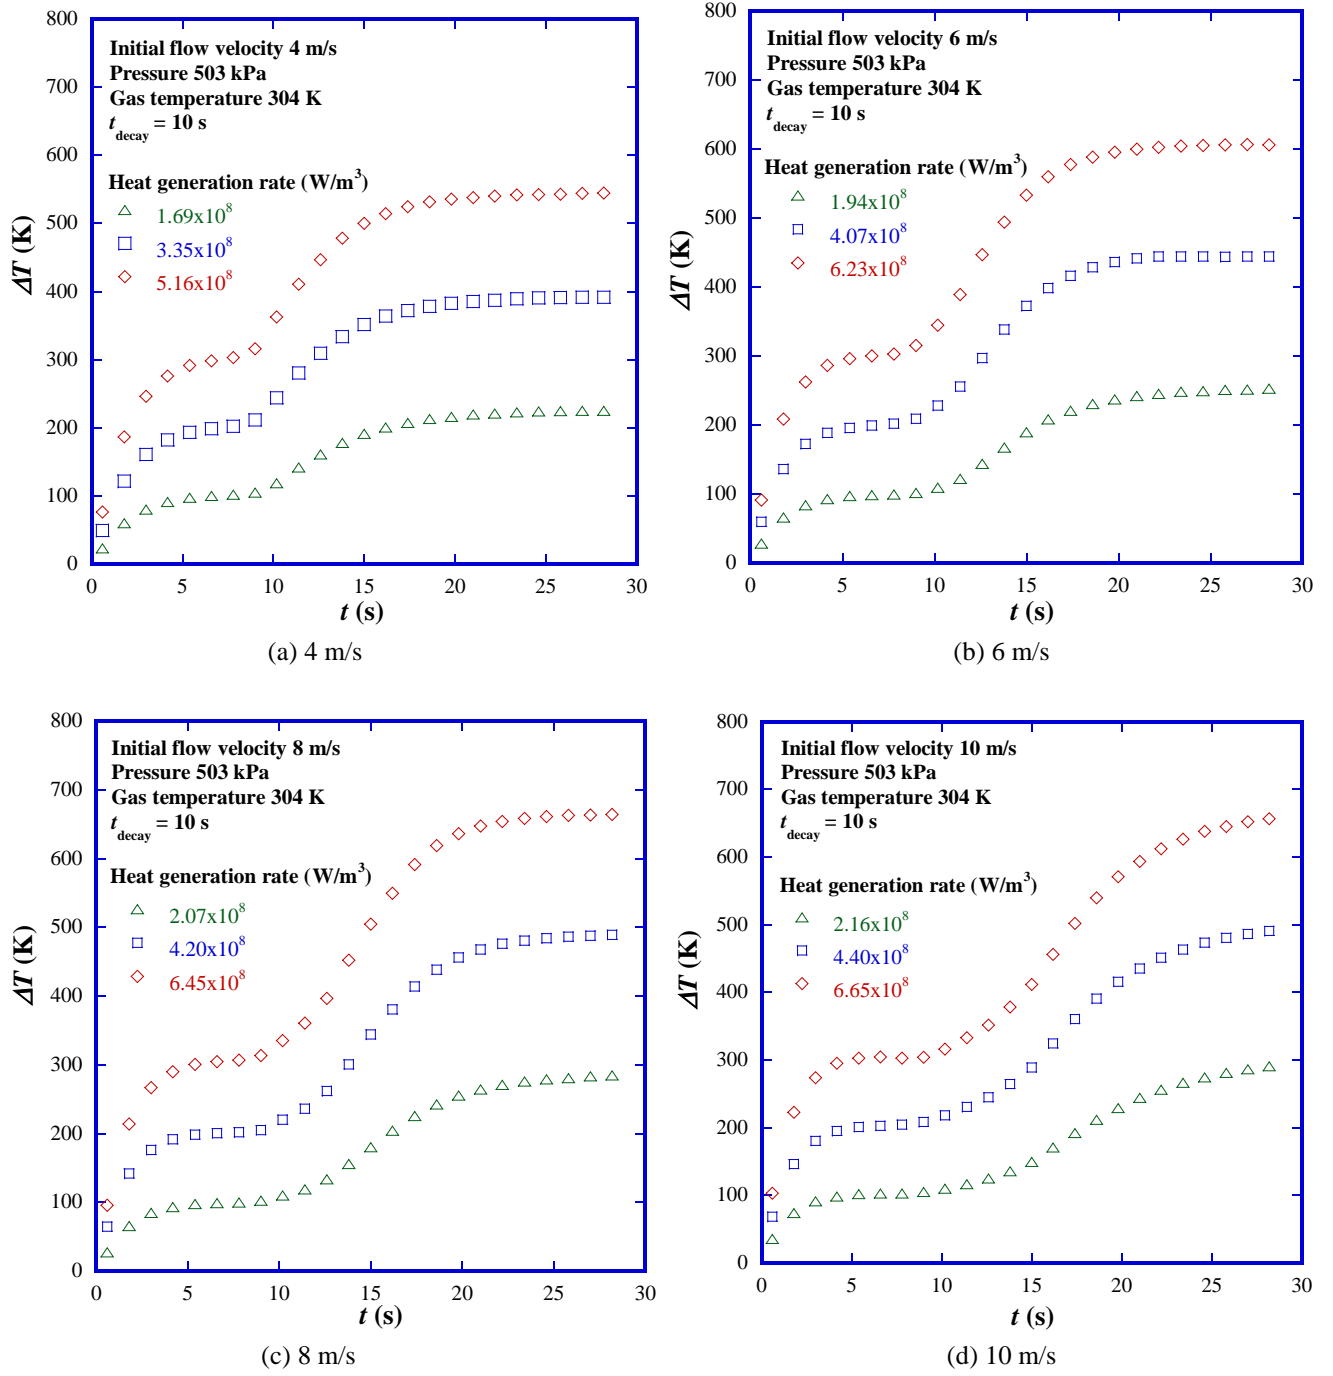 Initial flow velocity 4 m/s
Pressure 503 kPa
Gas temperature 304 K
t_decay = 10 s
Heat generation rate (W/m³)
1.69x10⁸
3.35x10⁸
5.16x10⁸
800
700
600
500
400
300
200
100
0
ΔT (K)
0 5 10 15 20 25 30
t (s)
(a) 4 m/s
Initial flow velocity 6 m/s
Pressure 503 kPa
Gas temperature 304 K
t_decay = 10 s
Heat generation rate (W/m³)
1.94x10⁸
4.07x10⁸
6.23x10⁸
800
700
600
500
400
300
200
100
0
ΔT (K)
0 5 10 15 20 25 30
t (s)
(b) 6 m/s
Initial flow velocity 8 m/s
Pressure 503 kPa
Gas temperature 304 K
t_decay = 10 s
Heat generation rate (W/m³)
2.07x10⁸
4.20x10⁸
6.45x10⁸
800
700
600
500
400
300
200
100
0
ΔT (K)
0 5 10 15 20 25 30
t (s)
(c) 8 m/s
Initial flow velocity 10 m/s
Pressure 503 kPa
Gas temperature 304 K
t_decay = 10 s
Heat generation rate (W/m³)
2.16x10⁸
4.40x10⁸
6.65x10⁸
800
700
600
500
400
300
200
100
0
ΔT (K)
0 5 10 15 20 25 30
t (s)
(d) 10 m/s